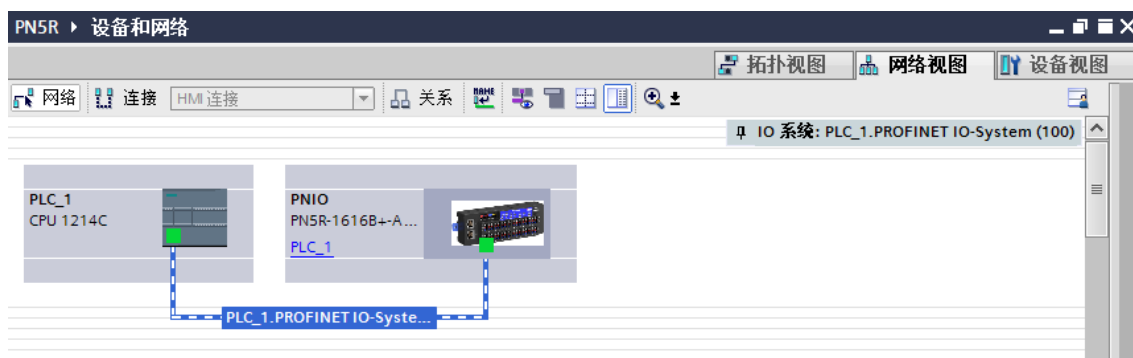 PN5R ▸ 设备和网络
拓扑视图 网络视图 设备视图
网络 连接 HMI 连接 关系
IO 系统: PLC_1.PROFINET IO-System (100)
PLC_1
CPU 1214C
PNIO
PN5R-1616B+-A...
PLC_1
PLC_1.PROFINET IO-Syste...